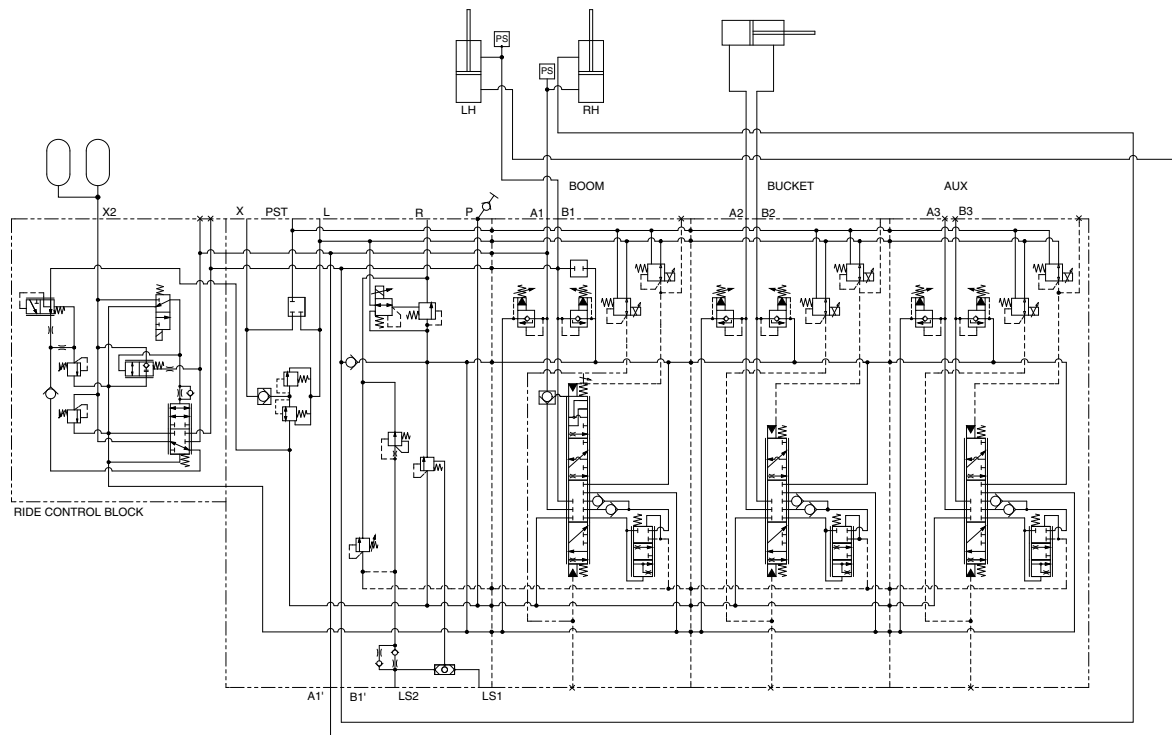 PS
PS
LH
RH
BOOM
BUCKET
AUX
X2
X
PST
L
R
P
A1
B1
A2
B2
A3
B3
RIDE CONTROL BLOCK
A1'
B1'
LS2
LS1